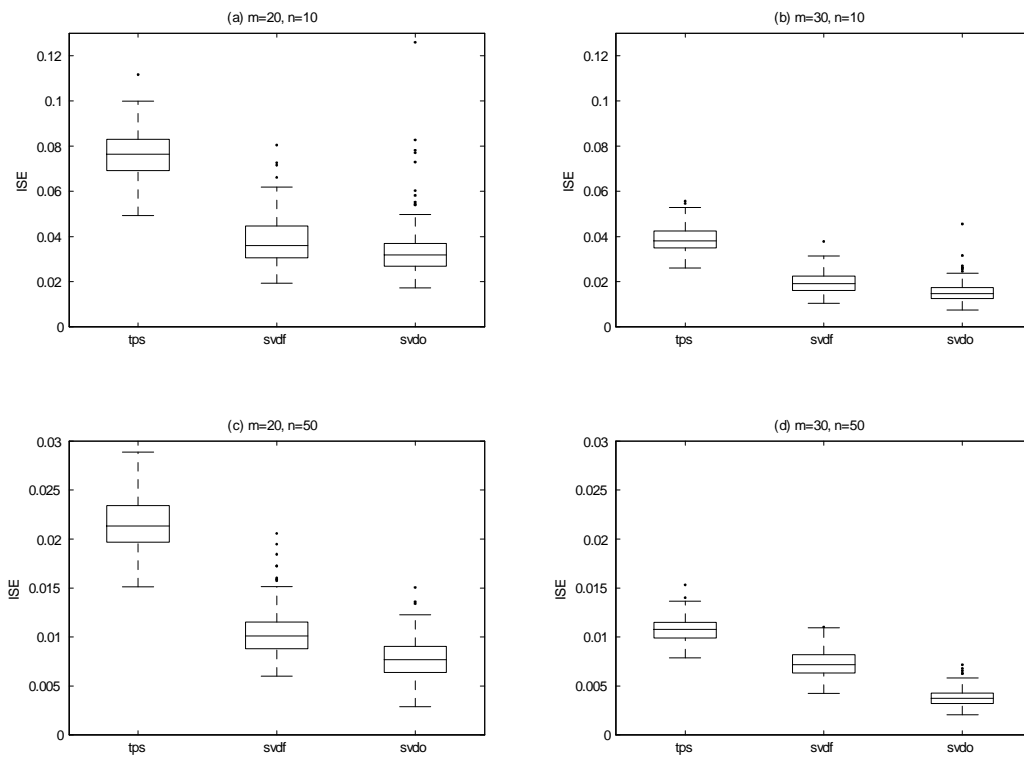 (a) m=20, n=10
0.12
0.1
0.08
0.06
0.04
0.02
0
ISE
tps svdf svdo
(b) m=30, n=10
0.12
0.1
0.08
0.06
0.04
0.02
0
ISE
tps svdf svdo
(c) m=20, n=50
0.03
0.025
0.02
0.015
0.01
0.005
0
ISE
tps svdf svdo
(d) m=30, n=50
0.03
0.025
0.02
0.015
0.01
0.005
0
ISE
tps svdf svdo